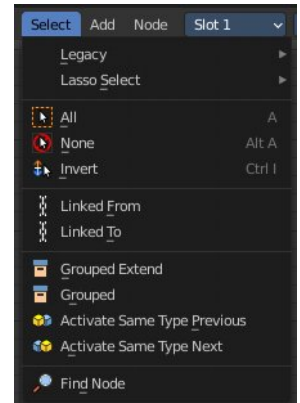 Select Add Node Slot 1
Legacy
Lasso Select
All A
None Alt A
Invert Ctrl I
Linked From
Linked To
Grouped Extend
Grouped
Activate Same Type Previous
Activate Same Type Next
Find Node